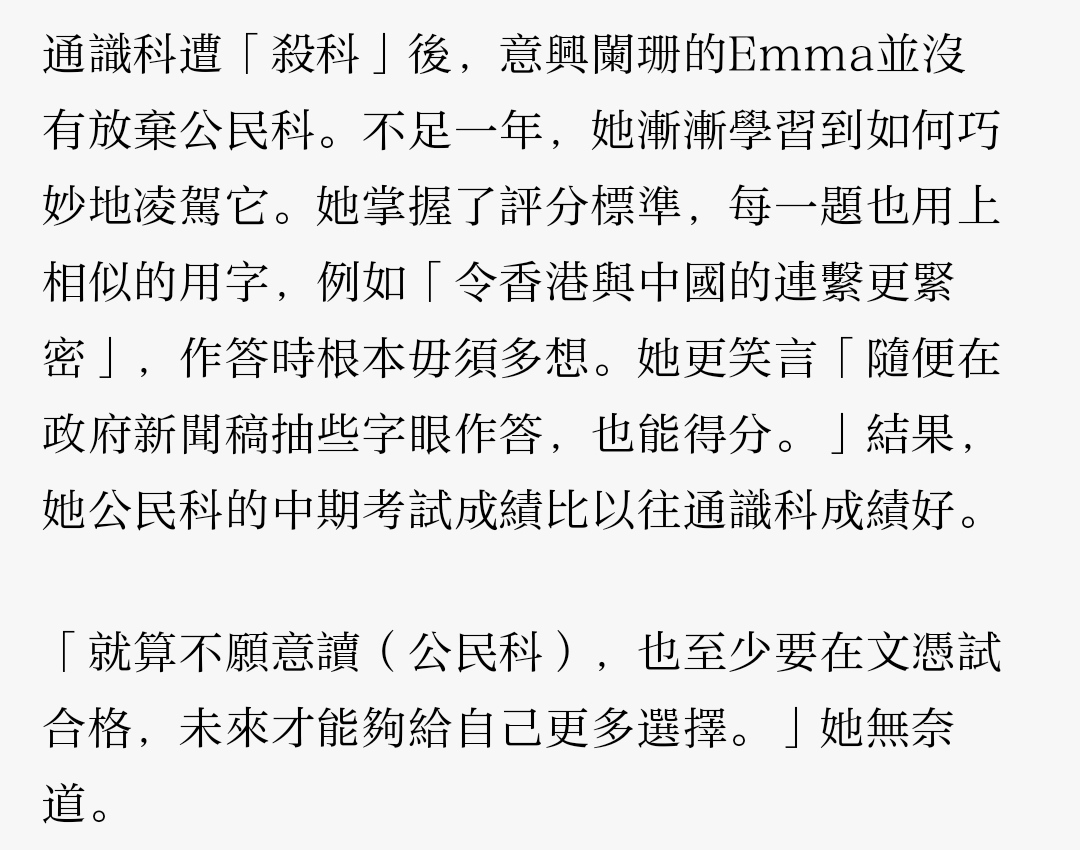 通識科遭「殺科」後，意興闌珊的Emma並沒
有放棄公民科。不足一年，她漸漸學習到如何巧
妙地凌駕它。她掌握了評分標準，每一題也用上
相似的用字，例如「令香港與中國的連繫更緊
密」，作答時根本毋須多想。她更笑言「隨便在
政府新聞稿抽些字眼作答，也能得分。」結果，
她公民科的中期考試成績比以往通識科成績好。
「就算不願意讀（公民科），也至少要在文憑試
合格，未來才能夠給自己更多選擇。」她無奈
道。